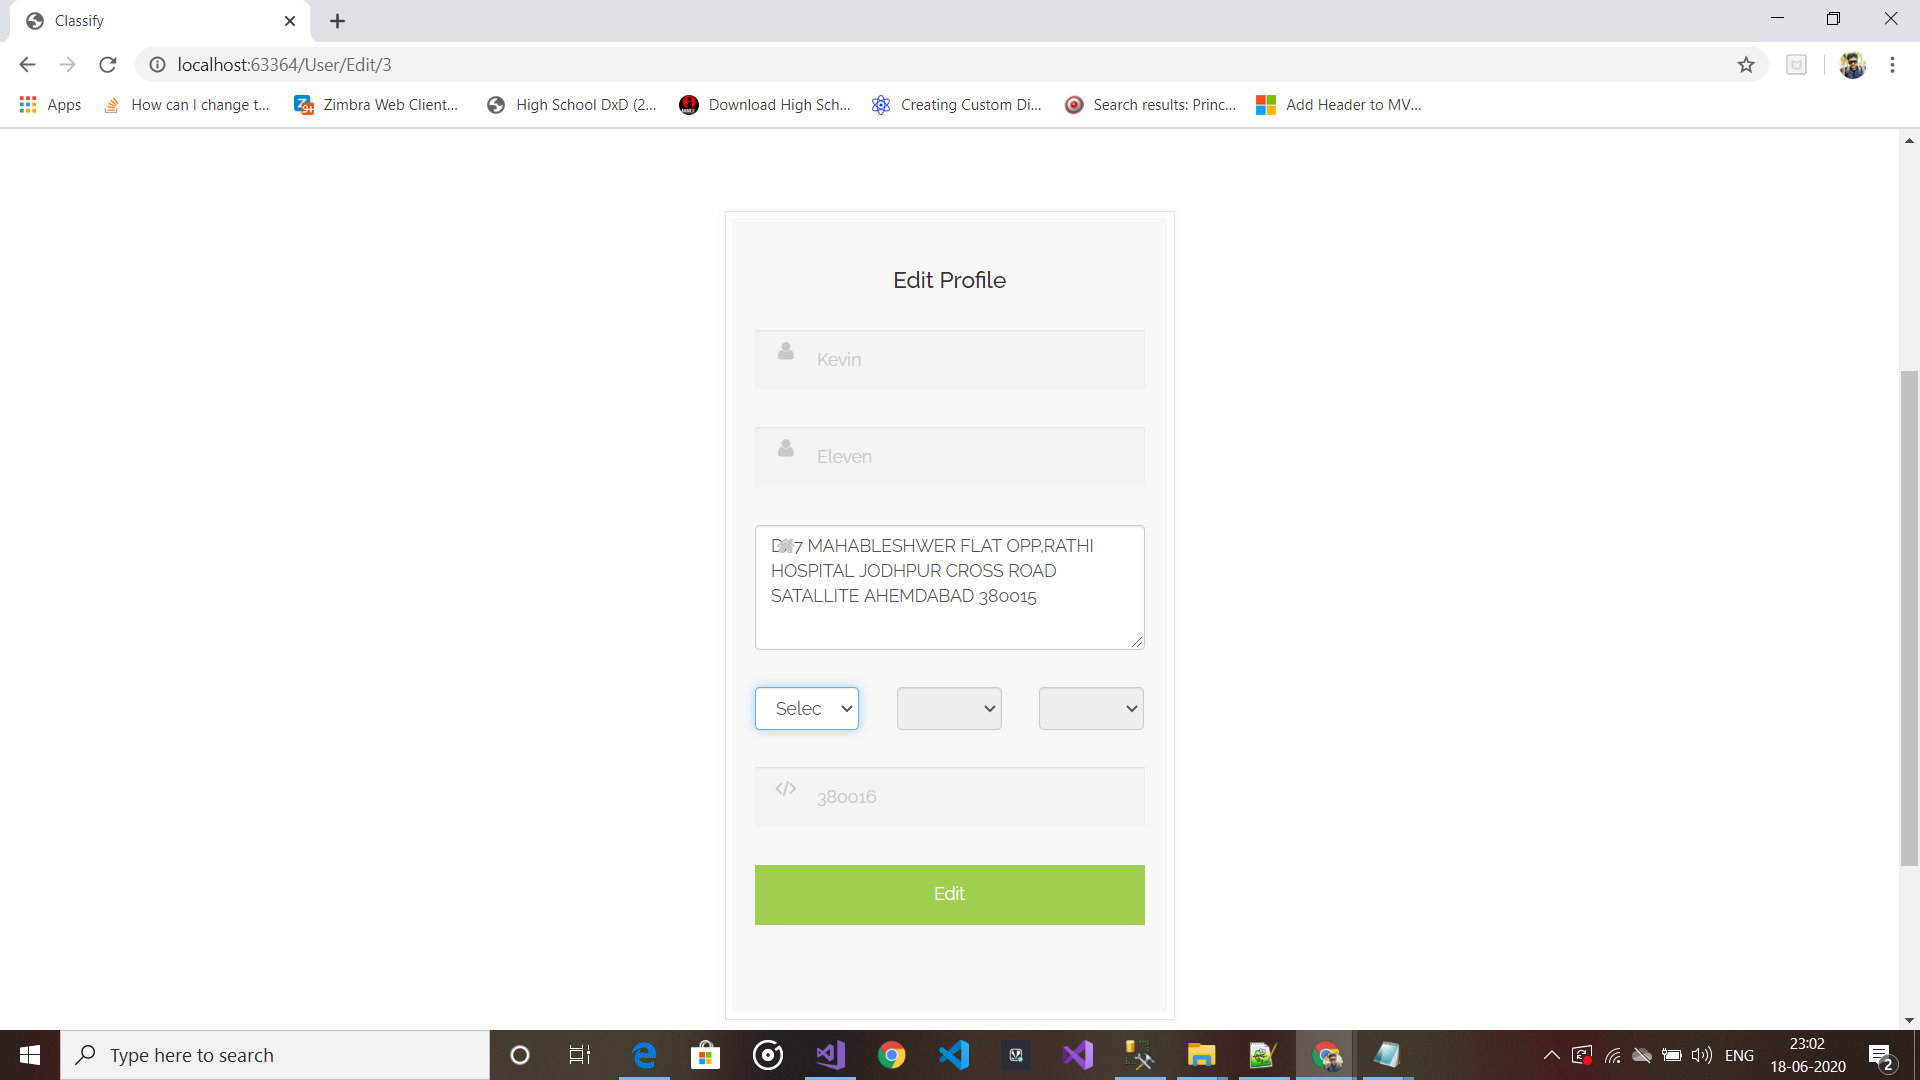 Classify
localhost:63364/User/Edit/3
Apps
How can I change t...
Zimbra Web Client...
High School DxD (2...
Download High Sch...
Creating Custom Di...
Search results: Princ...
Add Header to MV...
Edit Profile
Kevin
Eleven
MAHABLESHWER FLAT OPP,RATHI
HOSPITAL JODHPUR CROSS ROAD
SATALLITE AHEMDABAD 380015
Selec
380016
Edit
Type here to search
ENG
23:02
18-06-2020
2